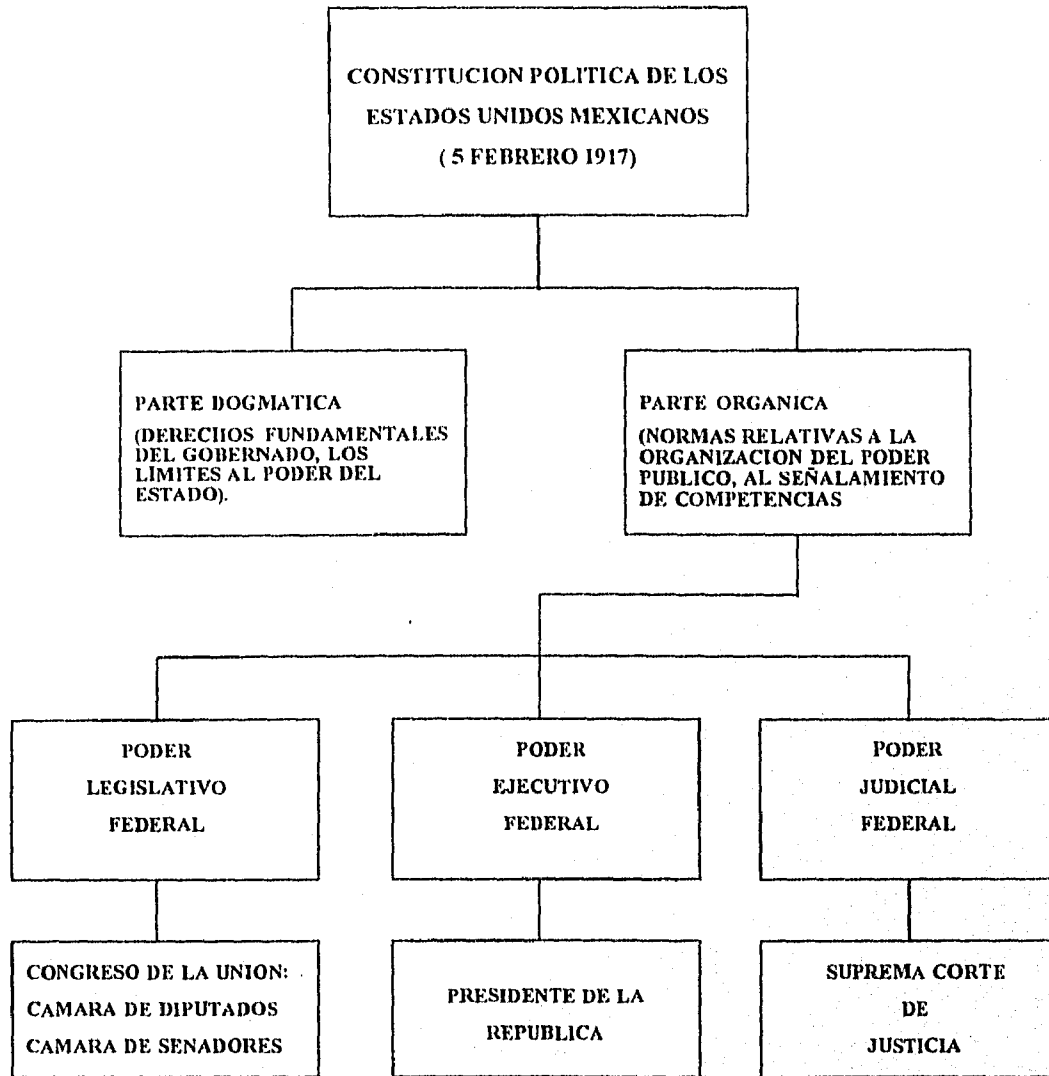 CONSTITUCION POLITICA DE LOS
ESTADOS UNIDOS MEXICANOS
( 5 FEBRERO 1917)
PARTE DOGMATICA
(DERECHOS FUNDAMENTALES
DEL GOBERNADO, LOS
LIMITES AL PODER DEL
ESTADO).
PARTE ORGANICA
(NORMAS RELATIVAS A LA
ORGANIZACION DEL PODER
PUBLICO, AL SEÑALAMIENTO
DE COMPETENCIAS
PODER
LEGISLATIVO
FEDERAL
PODER
EJECUTIVO
FEDERAL
PODER
JUDICIAL
FEDERAL
CONGRESO DE LA UNION:
CAMARA DE DIPUTADOS
CAMARA DE SENADORES
PRESIDENTE DE LA
REPUBLICA
SUPREMA CORTE
DE
JUSTICIA